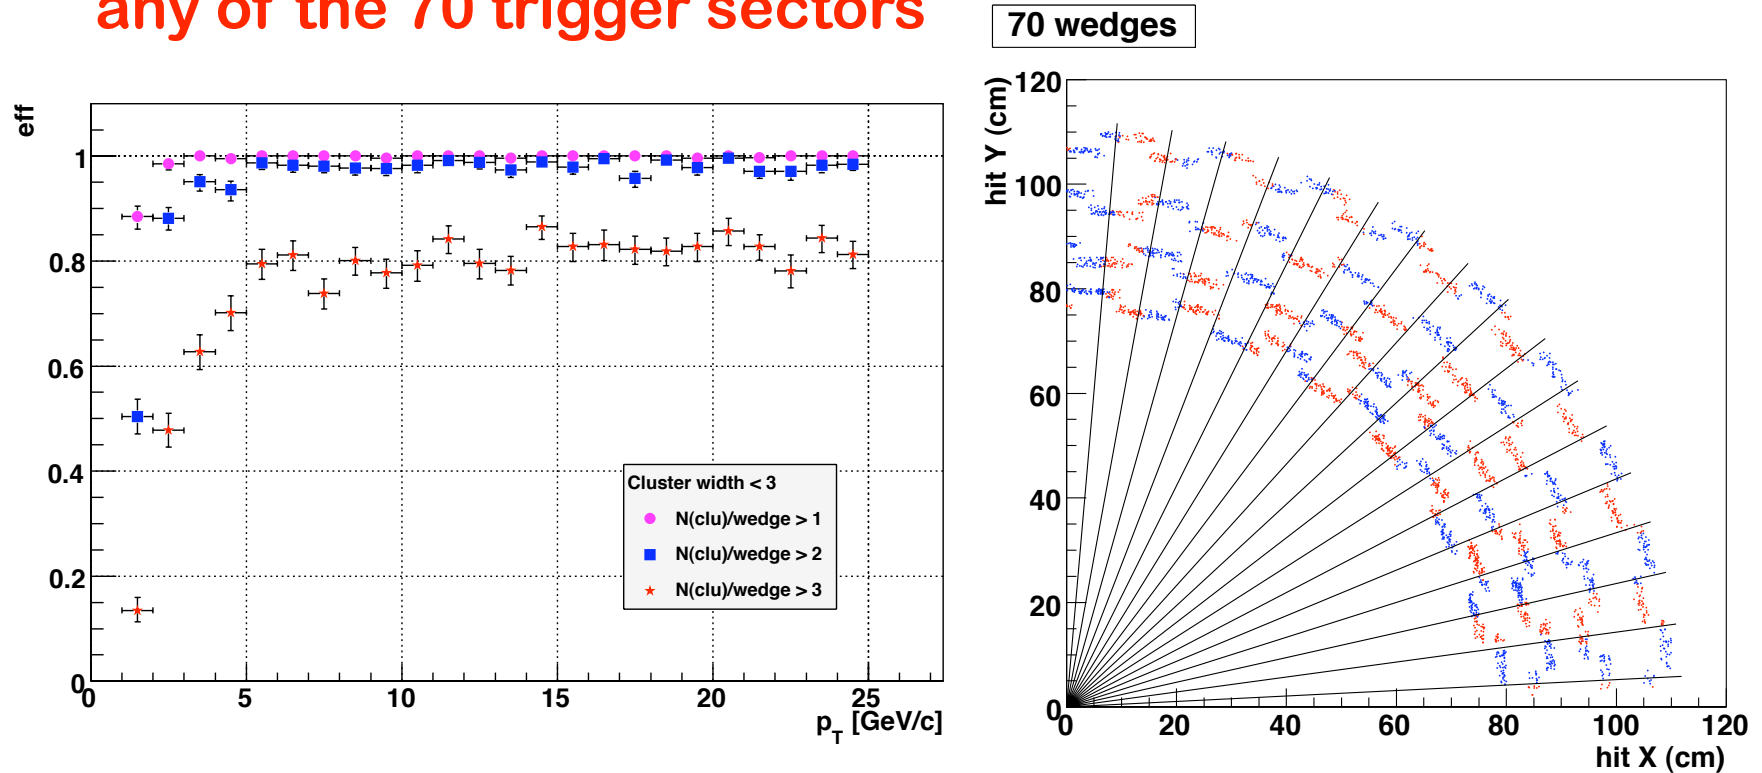 any of the 70 trigger sectors
70 wedges
eff
1
0.8
0.6
0.4
0.2
0
0 5 10 15 20 25
p_T [GeV/c]
Cluster width < 3
N(clu)/wedge > 1
N(clu)/wedge > 2
N(clu)/wedge > 3
hit Y (cm)
120
100
80
60
40
20
0
0 20 40 60 80 100 120
hit X (cm)